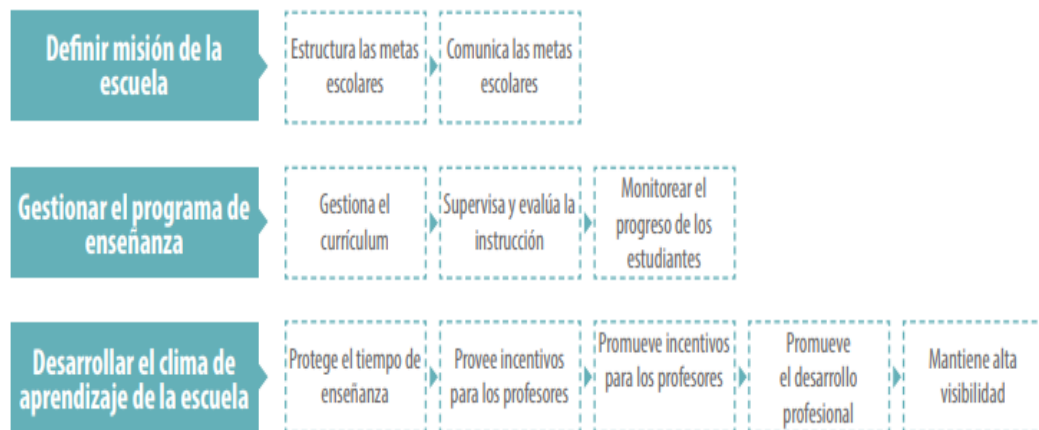 Definir misión de la
escuela
Estructura las metas
escolares
Comunica las metas
escolares
Gestionar el programa de
enseñanza
Gestiona el
currículum
Supervisa y evalúa la
instrucción
Monitorear el
progreso de los
estudiantes
Desarrollar el clima de
aprendizaje de la escuela
Protege el tiempo de
enseñanza
Provee incentivos
para los profesores
Promueve incentivos
para los profesores
Promueve
el desarrollo
profesional
Mantiene alta
visibilidad